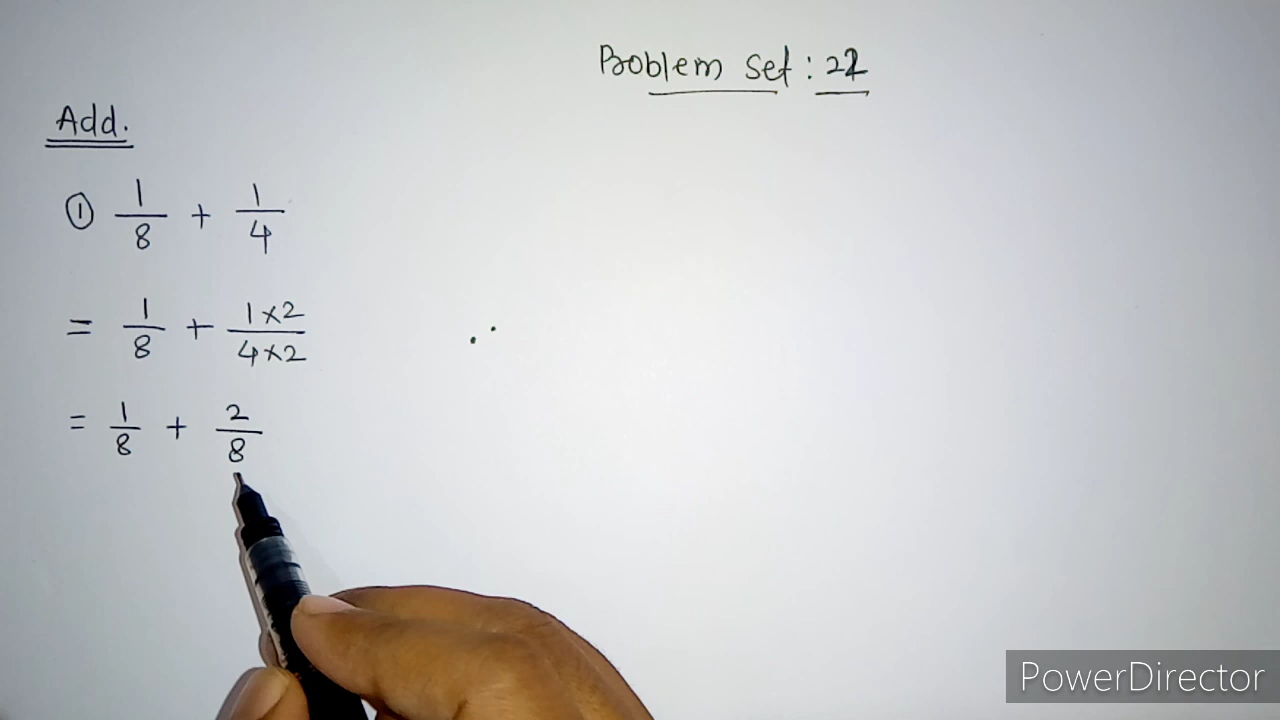 Problem set : 22
Add.
① 1/8 + 1/4
= 1/8 + 1×2/4×2
= 1/8 + 2/8
PowerDirector